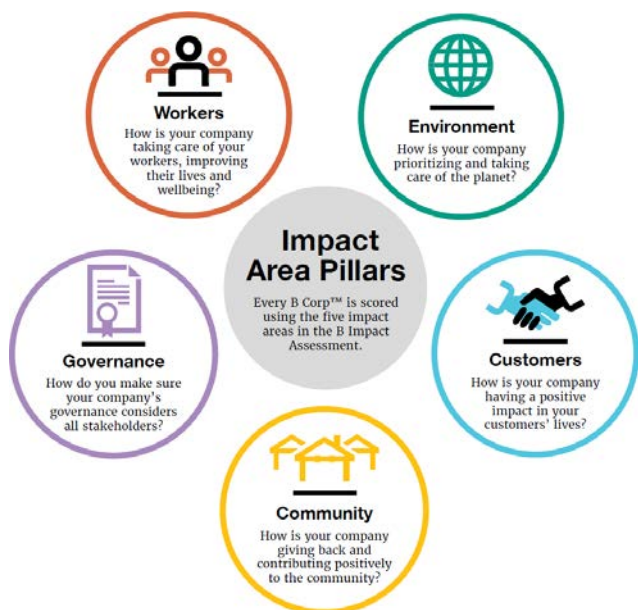 Workers
How is your company
taking care of your
workers, improving
their lives and
wellbeing?
Environment
How is your company
prioritizing and taking
care of the planet?
Impact
Area Pillars
Every B Corp™ is scored
using the five impact
areas in the B Impact
Assessment.
Governance
How do you make sure
your company’s
governance considers
all stakeholders?
Customers
How is your company
having a positive
impact in your
customers’ lives?
Community
How is your company
giving back and
contributing positively
to the community?